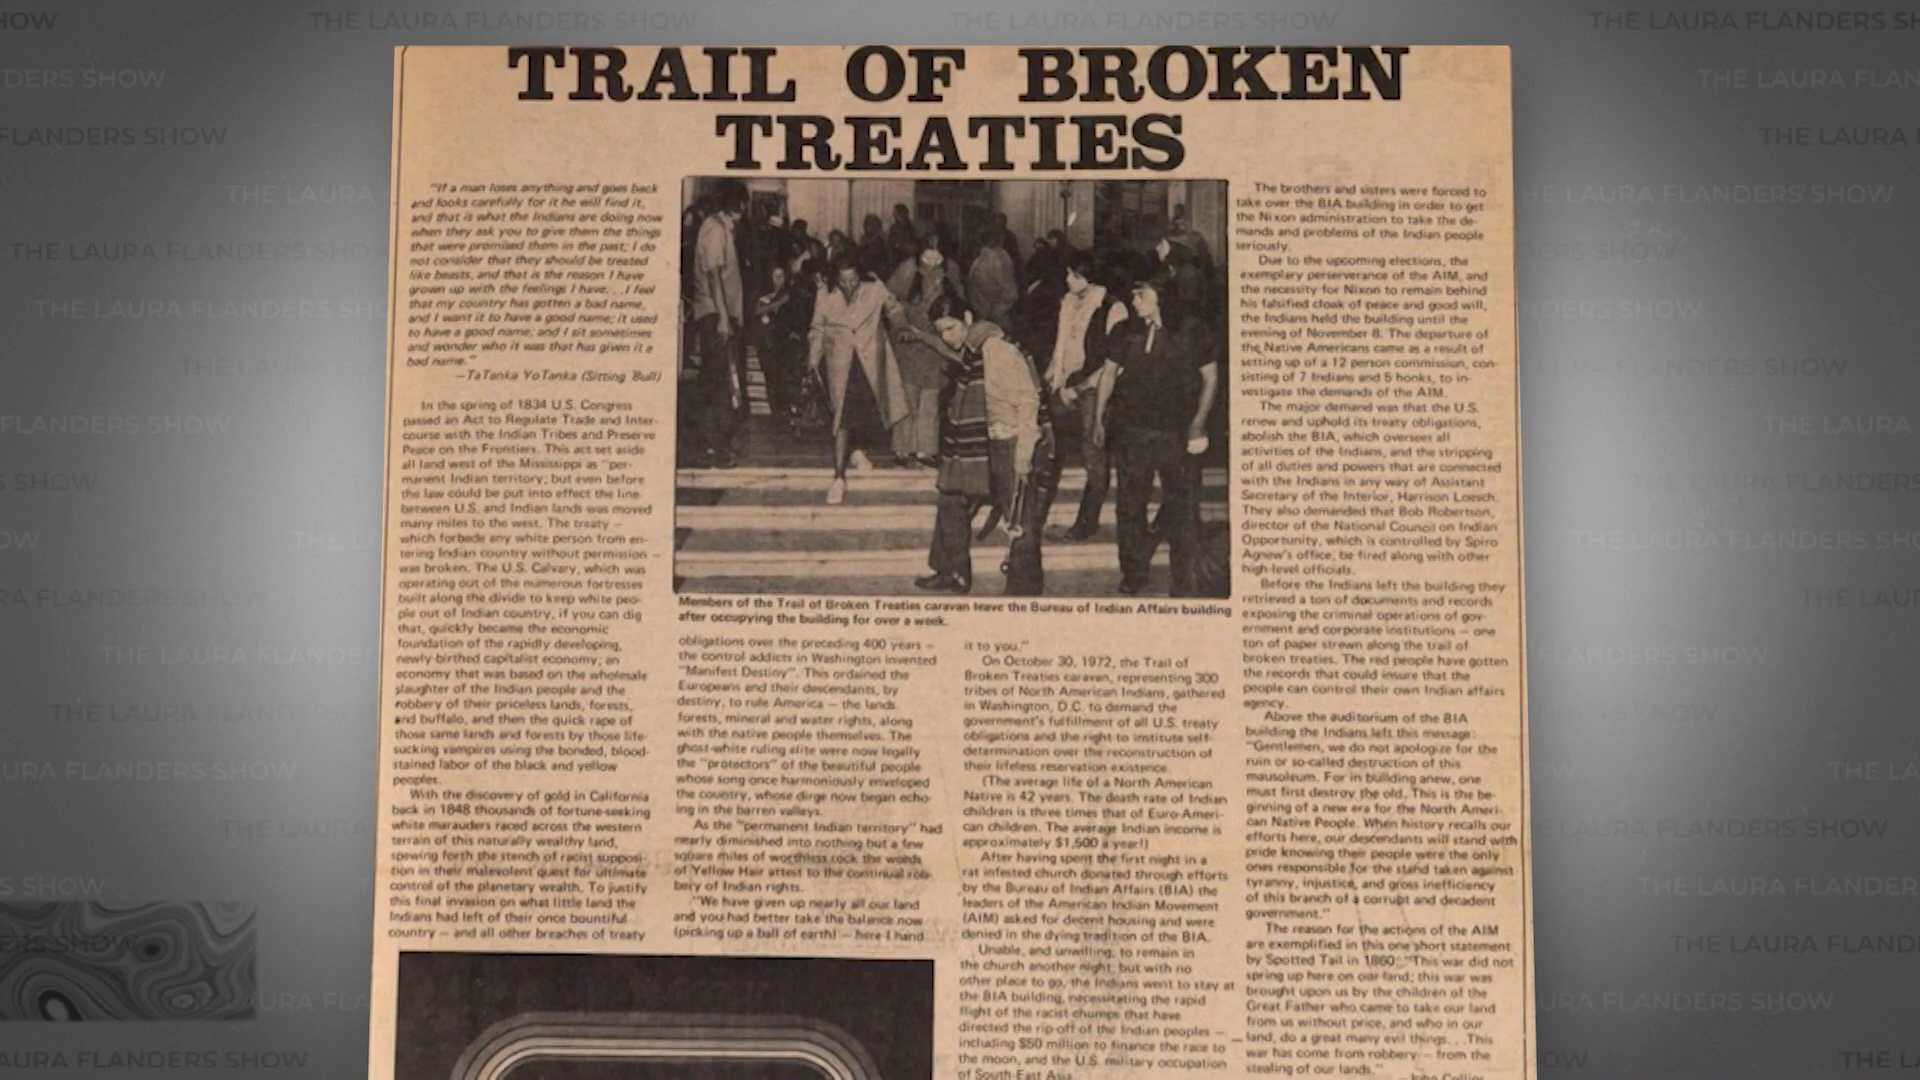 TRAIL OF BROKEN
TREATIES
"If a man loses anything and goes back
and looks carefully for it he will find it,
and that is what the Indians are doing now
when they ask you to give them the things
that were promised them in the past; I do
not consider that they should be treated
like beasts, and that is the reason I have
grown up with the feelings I have. . .I feel
that my country has gotten a bad name,
and I want it to have a good name; it used
to have a good name; and I sit sometimes
and wonder who it was that has given it a
bad name."
—TaTanka YoTanka (Sitting Bull)
In the spring of 1834 U.S. Congress
passed an Act to Regulate Trade and Inter-
course with the Indian Tribes and Preserve
Peace on the Frontiers. This act set aside
all land west of the Mississippi as "per-
manent Indian territory; but even before
the law could be put into effect the line
between U.S. and Indian lands was moved
many miles to the west. The treaty —
which forbade any white person from en-
tering Indian country without permission —
was broken. The U.S. Calvary, which was
operating out of the numerous fortresses
built along the divide to keep white peo-
ple out of Indian country, if you can dig
that, quickly became the economic
foundation of the rapidly developing,
newly-birthed capitalist economy; an
economy that was based on the wholesale
slaughter of the Indian people and the
robbery of their priceless lands, forests,
and buffalo, and then the quick rape of
those same lands and forests by those life-
sucking vampires using the bonded, blood-
stained labor of the black and yellow
peoples.
With the discovery of gold in California
back in 1848 thousands of fortune-seeking
white marauders raced across the western
terrain of this naturally wealthy land,
spewing forth the stench of racist supposi-
tion in their malevolent quest for ultimate
control of the planetary wealth. To justify
this final invasion on what little land the
Indians had left of their once bountiful
country — and all other breaches of treaty
Members of the Trail of Broken Treaties caravan leave the Bureau of Indian Affairs building
after occupying the building for over a week.
obligations over the preceding 400 years —
the control addicts in Washington invented
"Manifest Destiny". This ordained the
Europeans and their descendants, by
destiny, to rule America — the lands,
forests, mineral and water rights, along
with the native people themselves. The
ghost-white ruling elite were now legally
the "protectors" of the beautiful people
whose song once harmoniously enveloped
the country, whose dirge now began echo-
ing in the barren valleys.
As the "permanent Indian territory" had
nearly diminished into nothing but a few
square miles of worthless rock the words
of Yellow Hair attest to the continual rob-
bery of Indian rights.
"We have given up nearly all our land
and you had better take the balance now
(picking up a ball of earth) — here I hand
it to you."
On October 30, 1972, the Trail of
Broken Treaties caravan, representing 300
tribes of North American Indians, gathered
in Washington, D.C. to demand the
government's fulfillment of all U.S. treaty
obligations and the right to institute self-
determination over the reconstruction of
their lifeless reservation existence.
(The average life of a North American
Native is 42 years. The death rate of Indian
children is three times that of Euro-Ameri-
can children. The average Indian income is
approximately $1,500 a year!)
After having spent the first night in a
rat infested church donated through efforts
by the Bureau of Indian Affairs (BIA) the
leaders of the American Indian Movement
(AIM) asked for decent housing and were
denied in the dying tradition of the BIA.
Unable, and unwilling, to remain in
the church another night, but with no
other place to go, the Indians went to stay at
the BIA building, necessitating the rapid
flight of the racist chumps that have
directed the rip-off of the Indian peoples —
including $50 million to finance the race to
the moon, and the U.S. military occupation
of South East Asia.
The brothers and sisters were forced to
take over the BIA building in order to get
the Nixon administration to take the de-
mands and problems of the Indian people
seriously.
Due to the upcoming elections, the
exemplary perserverance of the AIM, and
the necessity for Nixon to remain behind
his falsified cloak of peace and good will,
the Indians held the building until the
evening of November 8. The departure of
the Native Americans came as a result of
setting up of a 12 person commission, con-
sisting of 7 Indians and 5 honks, to in-
vestigate the demands of the AIM.
The major demand was that the U.S.
renew and uphold its treaty obligations,
abolish the BIA, which oversees all
activities of the Indians, and the stripping
of all duties and powers that are connected
with the Indians in any way of Assistant
Secretary of the Interior, Harrison Loesch.
They also demanded that Bob Robertson,
director of the National Council on Indian
Opportunity, which is controlled by Spiro
Agnew's office, be fired along with other
high-level officials.
Before the Indians left the building they
retrieved a ton of documents and records
exposing the criminal operations of gov-
ernment and corporate institutions — one
ton of paper strewn along the trail of
broken treaties. The red people have gotten
the records that could insure that the
people can control their own Indian affairs
agency.
Above the auditorium of the BIA
building the Indians left this message:
"Gentlemen, we do not apologize for the
ruin or so-called destruction of this
mausoleum. For in building anew, one
must first destroy the old. This is the be-
ginning of a new era for the North Ameri-
can Native People. When history recalls our
efforts here, our descendants will stand with
pride knowing their people were the only
ones responsible for the stand taken against
tyranny, injustice, and gross inefficiency
of this branch of a corrupt and decadent
government."
The reason for the actions of the AIM
are exemplified in this one short statement
by Spotted Tail in 1860: "This war did not
spring up here on our land; this war was
brought upon us by the children of the
Great Father who came to take our land
from us without price, and who in our
land, do a great many evil things. . .This
war has come from robbery — from the
stealing of our lands."
—John Collins
THE LAURA FLANDERS SHOW